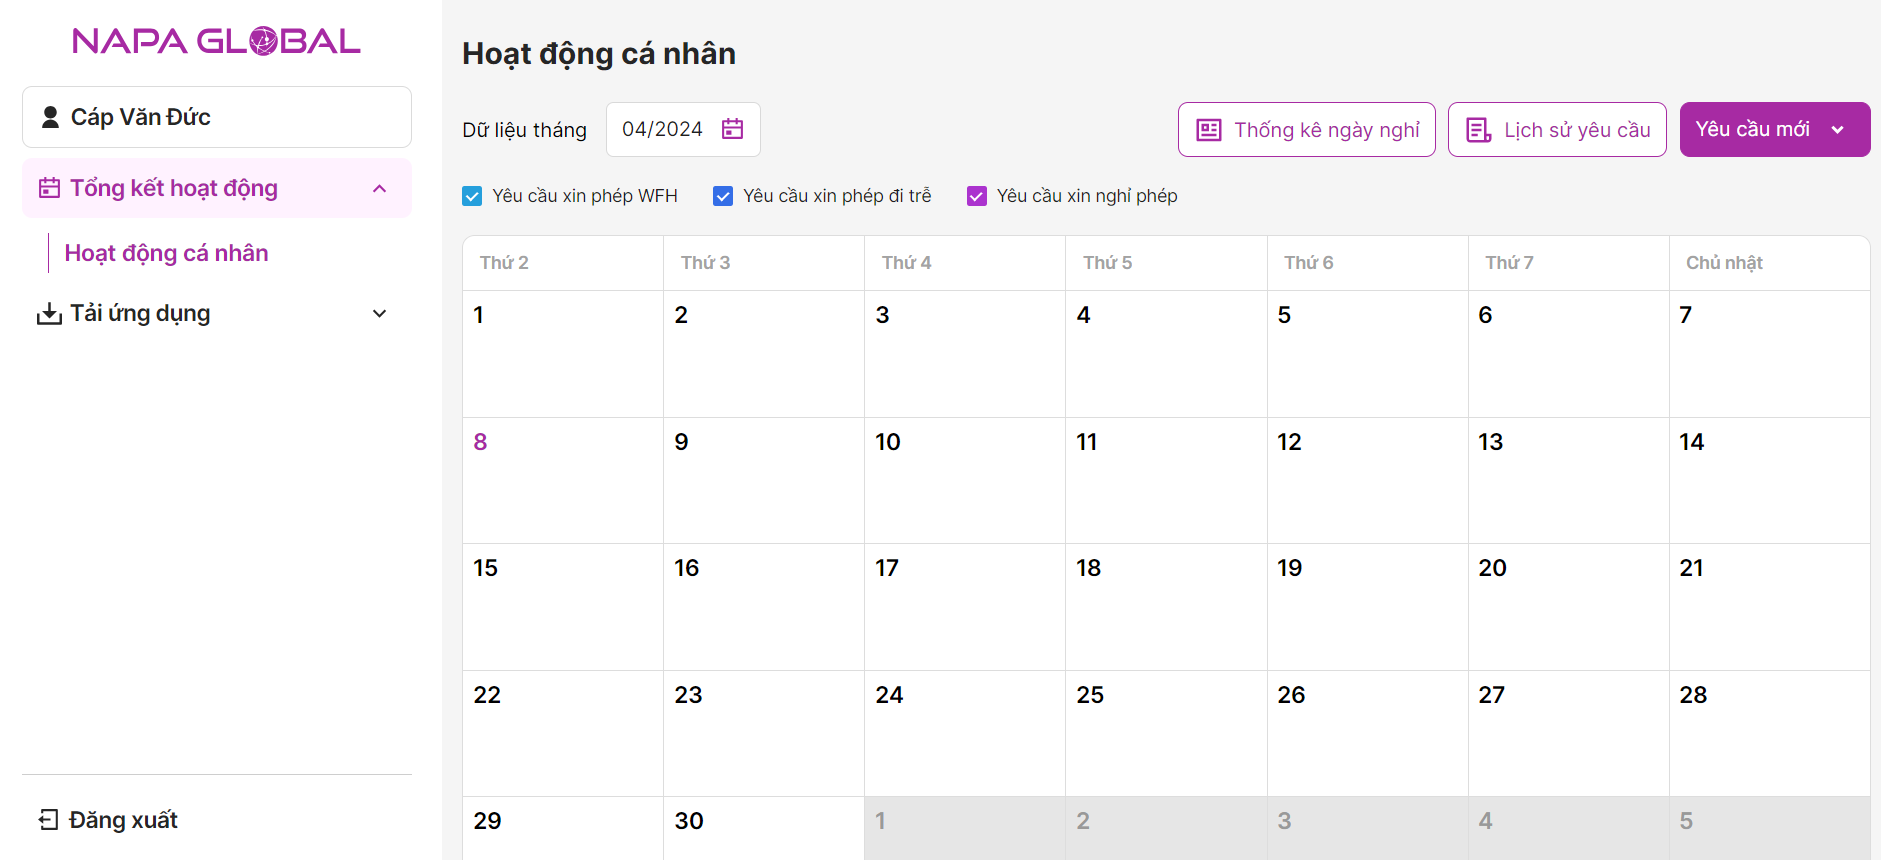 NAPA GLOBAL
Cáp Văn Đức
Tổng kết hoạt động
Hoạt động cá nhân
Tải ứng dụng
Đăng xuất
Hoạt động cá nhân
Dữ liệu tháng 04/2024 Thống kê ngày nghỉ Lịch sử yêu cầu Yêu cầu mới
Yêu cầu xin phép WFH Yêu cầu xin phép đi trễ Yêu cầu xin nghỉ phép
Thứ 2 Thứ 3 Thứ 4 Thứ 5 Thứ 6 Thứ 7 Chủ nhật
1 2 3 4 5 6 7
8 9 10 11 12 13 14
15 16 17 18 19 20 21
22 23 24 25 26 27 28
29 30 1 2 3 4 5